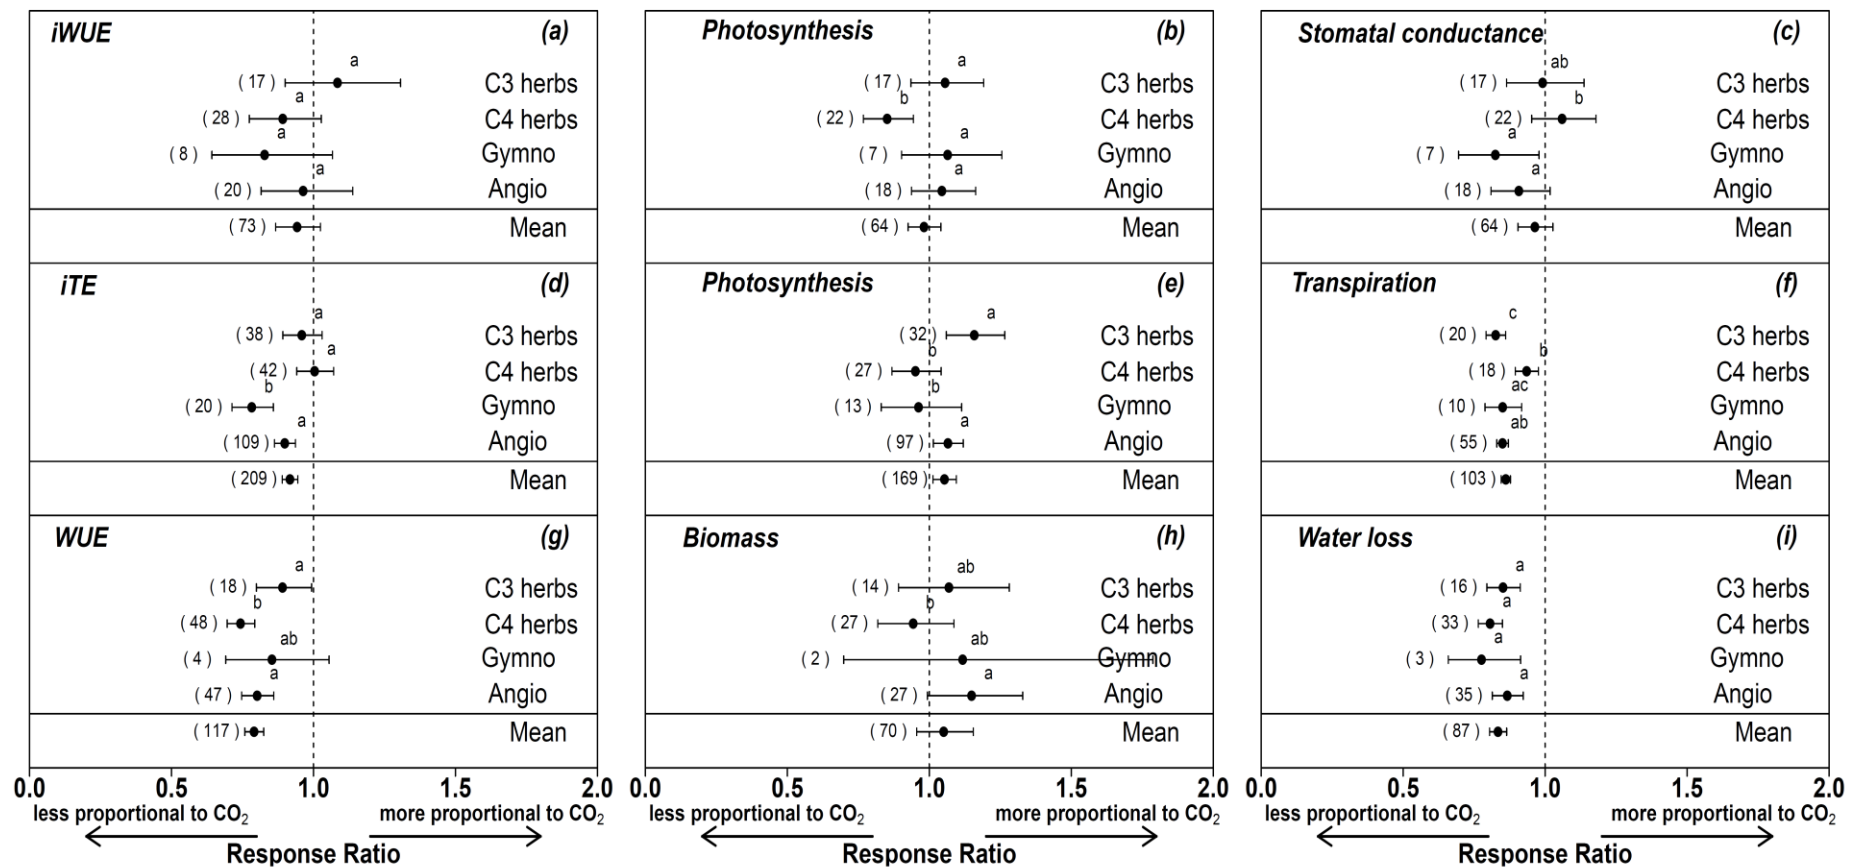 iWUE (a)
a
( 17 ) C3 herbs
a
( 28 ) C4 herbs
a
( 8 ) Gymno
a
( 20 ) Angio
( 73 ) Mean
Photosynthesis (b)
a
( 17 ) C3 herbs
b
( 22 ) C4 herbs
a
( 7 ) Gymno
a
( 18 ) Angio
( 64 ) Mean
Stomatal conductance (c)
ab
( 17 ) C3 herbs
b
( 22 ) C4 herbs
a
( 7 ) Gymno
a
( 18 ) Angio
( 64 ) Mean
iTE (d)
a
( 38 ) C3 herbs
a
( 42 ) C4 herbs
b
( 20 ) Gymno
a
( 109 ) Angio
( 209 ) Mean
Photosynthesis (e)
a
( 32 ) C3 herbs
b
( 27 ) C4 herbs
b
( 13 ) Gymno
a
( 97 ) Angio
( 169 ) Mean
Transpiration (f)
c
( 20 ) C3 herbs
b
( 18 ) C4 herbs
ac
( 10 ) Gymno
ab
( 55 ) Angio
( 103 ) Mean
WUE (g)
a
( 18 ) C3 herbs
b
( 48 ) C4 herbs
ab
( 4 ) Gymno
a
( 47 ) Angio
( 117 ) Mean
Biomass (h)
ab
( 14 ) C3 herbs
b
( 27 ) C4 herbs
ab
( 2 ) Gymno
a
( 27 ) Angio
( 70 ) Mean
Water loss (i)
a
( 16 ) C3 herbs
a
( 33 ) C4 herbs
a
( 3 ) Gymno
a
( 35 ) Angio
( 87 ) Mean
0.0 0.5 1.0 1.5 2.0
less proportional to CO₂ more proportional to CO₂
Response Ratio
0.0 0.5 1.0 1.5 2.0
less proportional to CO₂ more proportional to CO₂
Response Ratio
0.0 0.5 1.0 1.5 2.0
less proportional to CO₂ more proportional to CO₂
Response Ratio